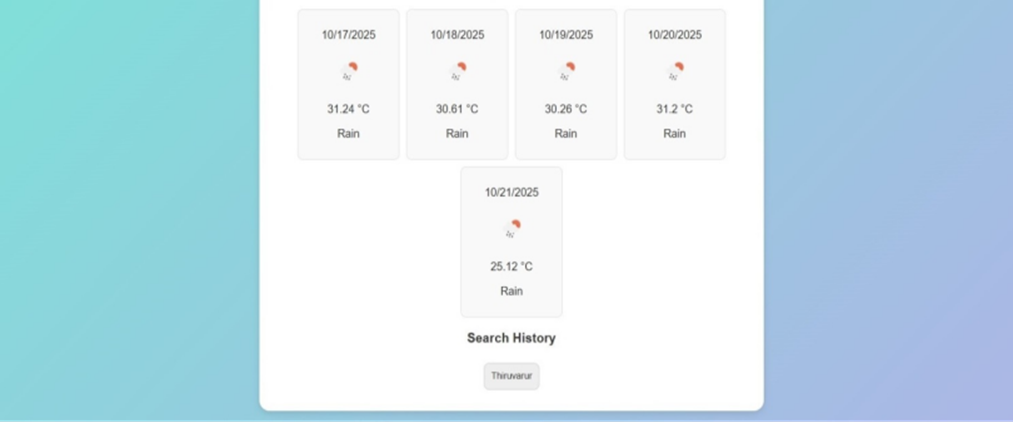 10/17/2025 10/18/2025 10/19/2025 10/20/2025
31.24 °C 30.61 °C 30.26 °C 31.2 °C
Rain Rain Rain Rain
10/21/2025
25.12 °C
Rain
Search History
Thiruvarur